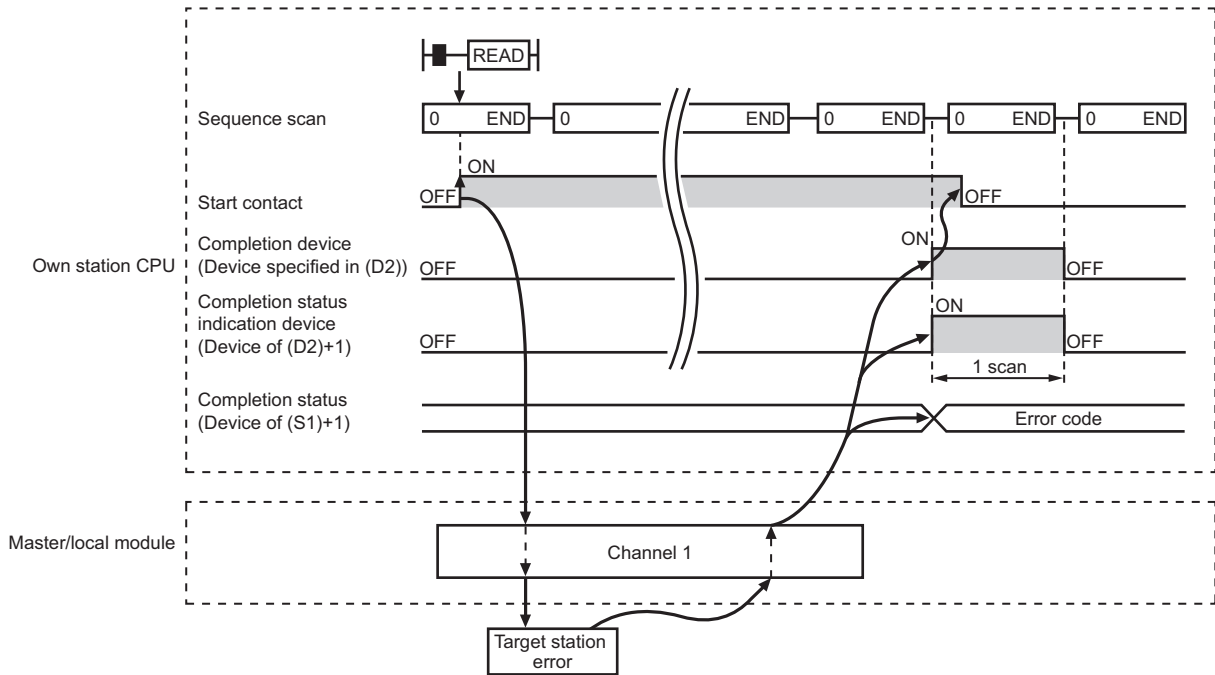 READ
Sequence scan
0 END 0 END 0 END 0 END 0 END
ON
Start contact
OFF
OFF
Own station CPU
Completion device
(Device specified in (D2))
OFF
ON
OFF
Completion status
indication device
(Device of (D2)+1)
OFF
ON
OFF
1 scan
Completion status
(Device of (S1)+1)
Error code
Master/local module
Channel 1
Target station
error